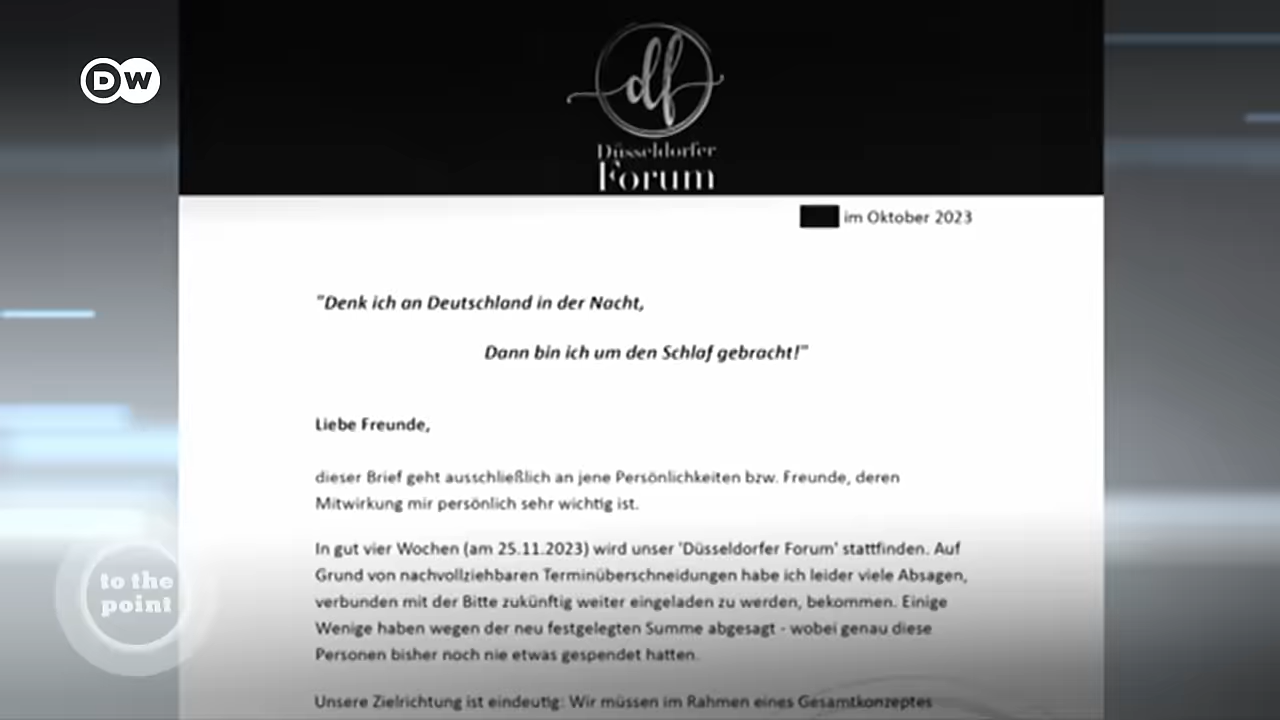 DW
df
Düsseldorfer
Forum
im Oktober 2023
"Denk ich an Deutschland in der Nacht,
Dann bin ich um den Schlaf gebracht!"
Liebe Freunde,
dieser Brief geht ausschließlich an jene Persönlichkeiten bzw. Freunde, deren
Mitwirkung mir persönlich sehr wichtig ist.
In gut vier Wochen (am 25.11.2023) wird unser 'Düsseldorfer Forum' stattfinden. Auf
Grund von nachvollziehbaren Terminüberschneidungen habe ich leider viele Absagen,
verbunden mit der Bitte zukünftig weiter eingeladen zu werden, bekommen. Einige
Wenige haben wegen der neu festgelegten Summe abgesagt - wobei genau diese
Personen bisher noch nie etwas gespendet hatten.
Unsere Zielrichtung ist eindeutig: Wir müssen im Rahmen eines Gesamtkonzeptes
to the
point